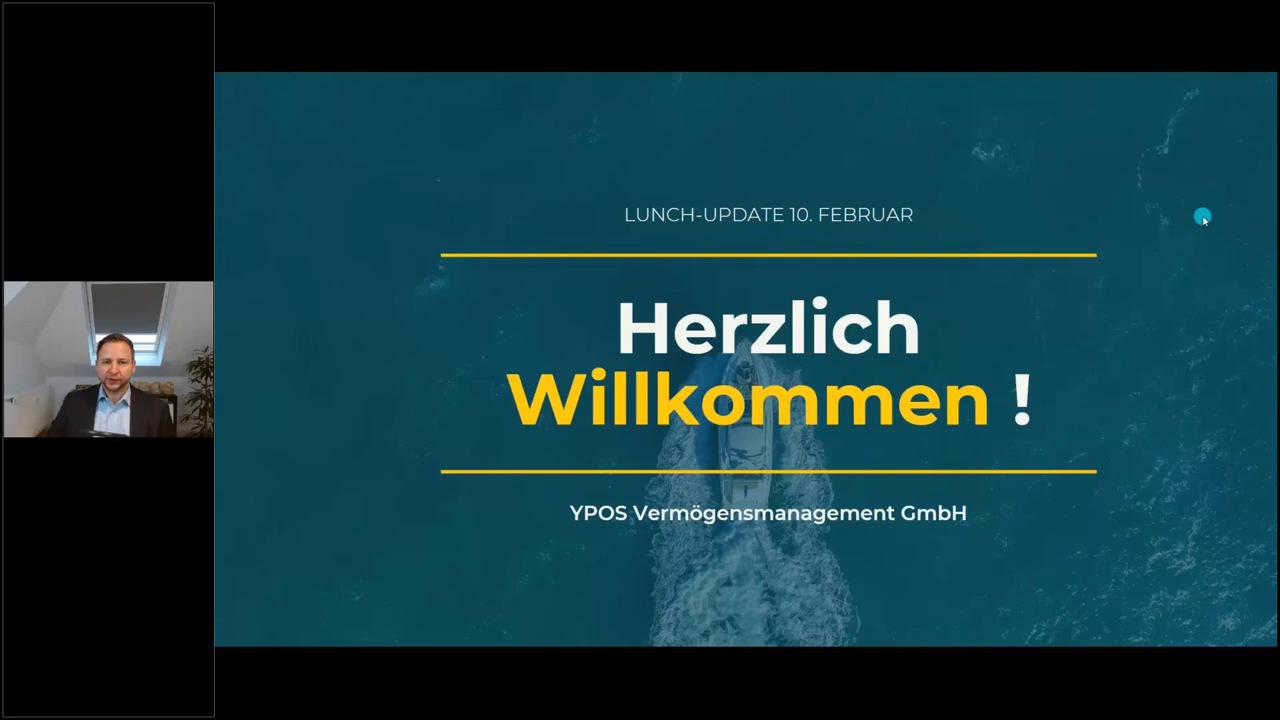 LUNCH-UPDATE 10. FEBRUAR
Herzlich
Willkommen !
YPOS Vermögensmanagement GmbH